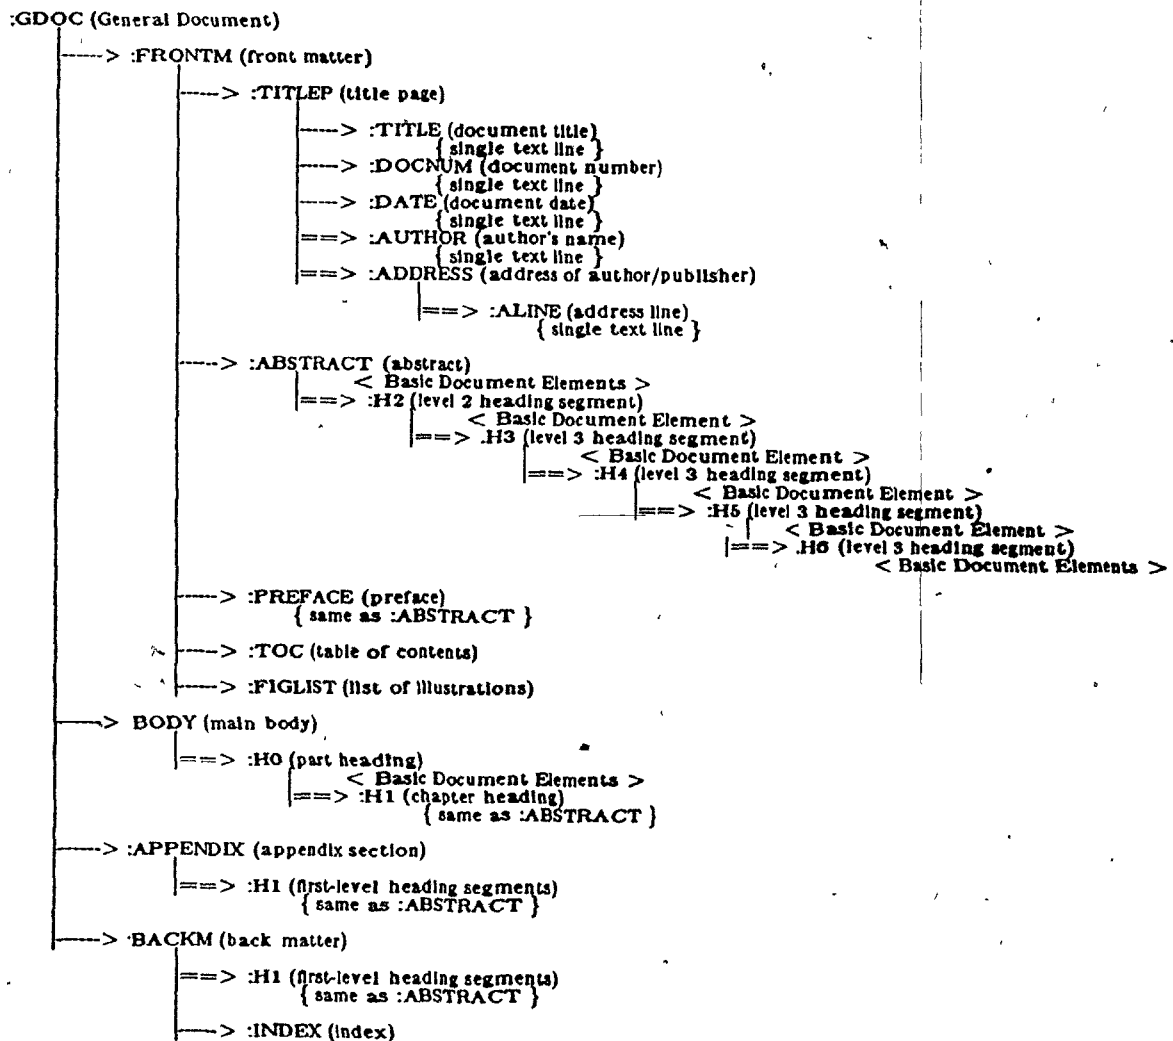 :GDOC (General Document)
-----> :FRONTM (front matter)
-----> :TITLEP (title page)
-----> :TITLE (document title)
{ single text line }
-----> :DOCNUM (document number)
{ single text line }
-----> :DATE (document date)
{ single text line }
==> :AUTHOR (author's name)
{ single text line }
==> :ADDRESS (address of author/publisher)
==> :ALINE (address line)
{ single text line }
-----> :ABSTRACT (abstract)
< Basic Document Elements >
==> :H2 (level 2 heading segment)
< Basic Document Element >
==> .H3 (level 3 heading segment)
< Basic Document Element >
==> :H4 (level 3 heading segment)
< Basic Document Element >
==> :H5 (level 3 heading segment)
< Basic Document Element >
==> .H6 (level 3 heading segment)
< Basic Document Elements >
-----> :PREFACE (preface)
{ same as :ABSTRACT }
-----> :TOC (table of contents)
-----> :FIGLIST (list of illustrations)
-----> BODY (main body)
==> :H0 (part heading)
< Basic Document Elements >
==> :H1 (chapter heading)
{ same as :ABSTRACT }
-----> :APPENDIX (appendix section)
==> :H1 (first-level heading segments)
{ same as :ABSTRACT }
-----> ·BACKM (back matter)
==> :H1 (first-level heading segments)
{ same as :ABSTRACT }
-----> :INDEX (index)